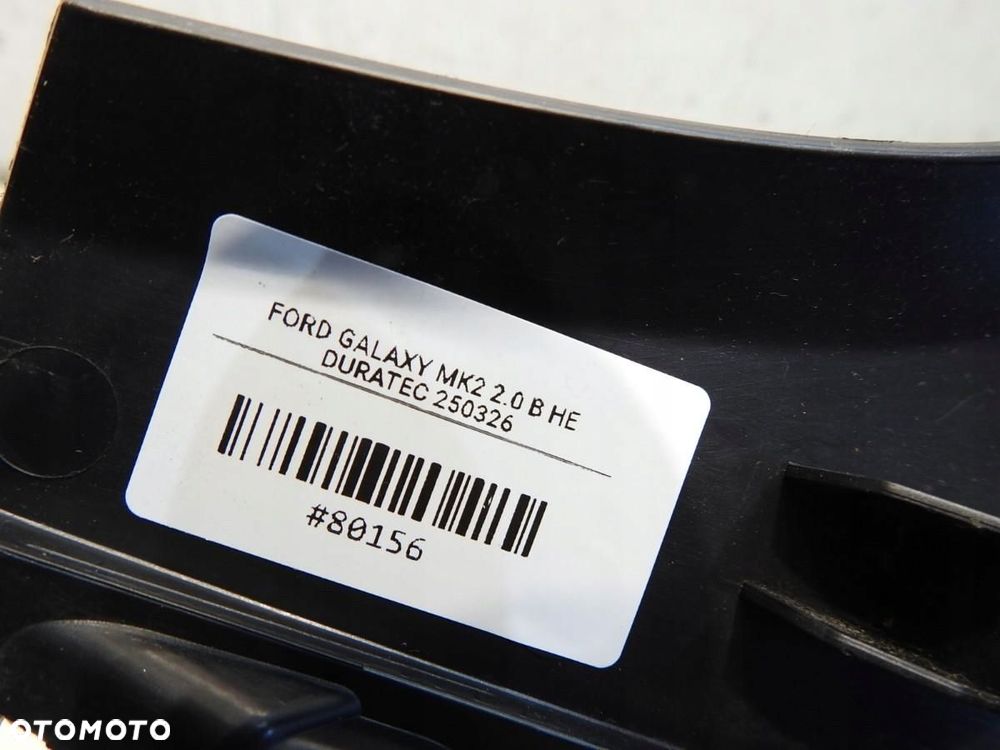 FORD GALAXY MK2 2.0 B HE
DURATEC 250326
#80156
OTOMOTO